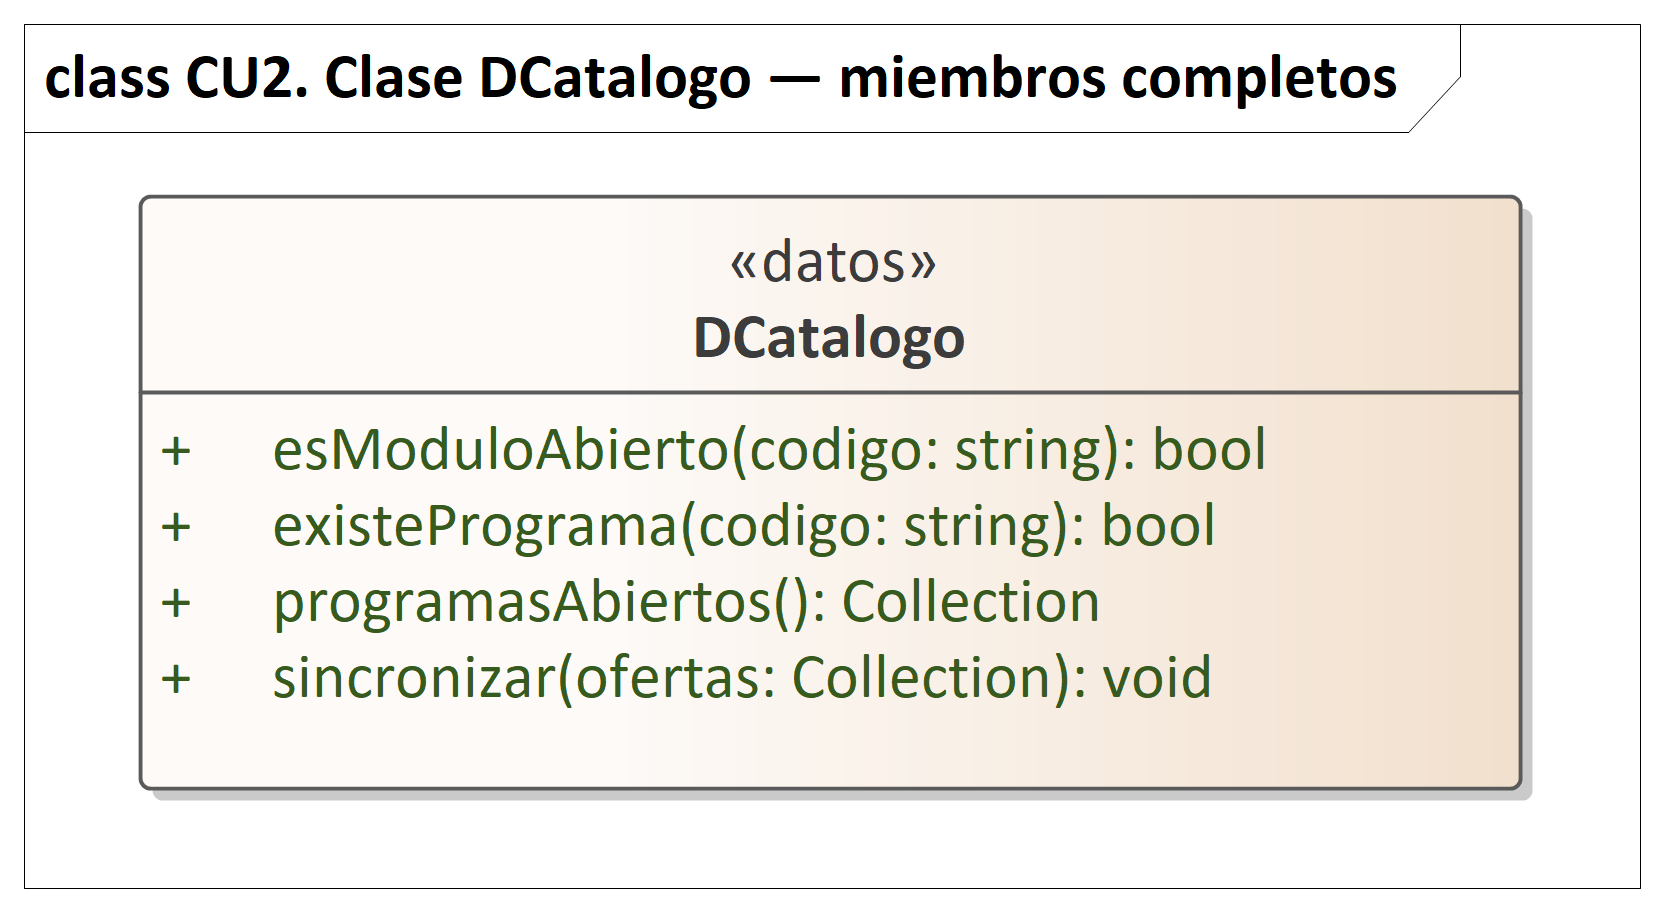 class CU2. Clase DCatalogo — miembros completos
«datos»
DCatalogo
+ esModuloAbierto(codigo: string): bool
+ existePrograma(codigo: string): bool
+ programasAbiertos(): Collection
+ sincronizar(ofertas: Collection): void